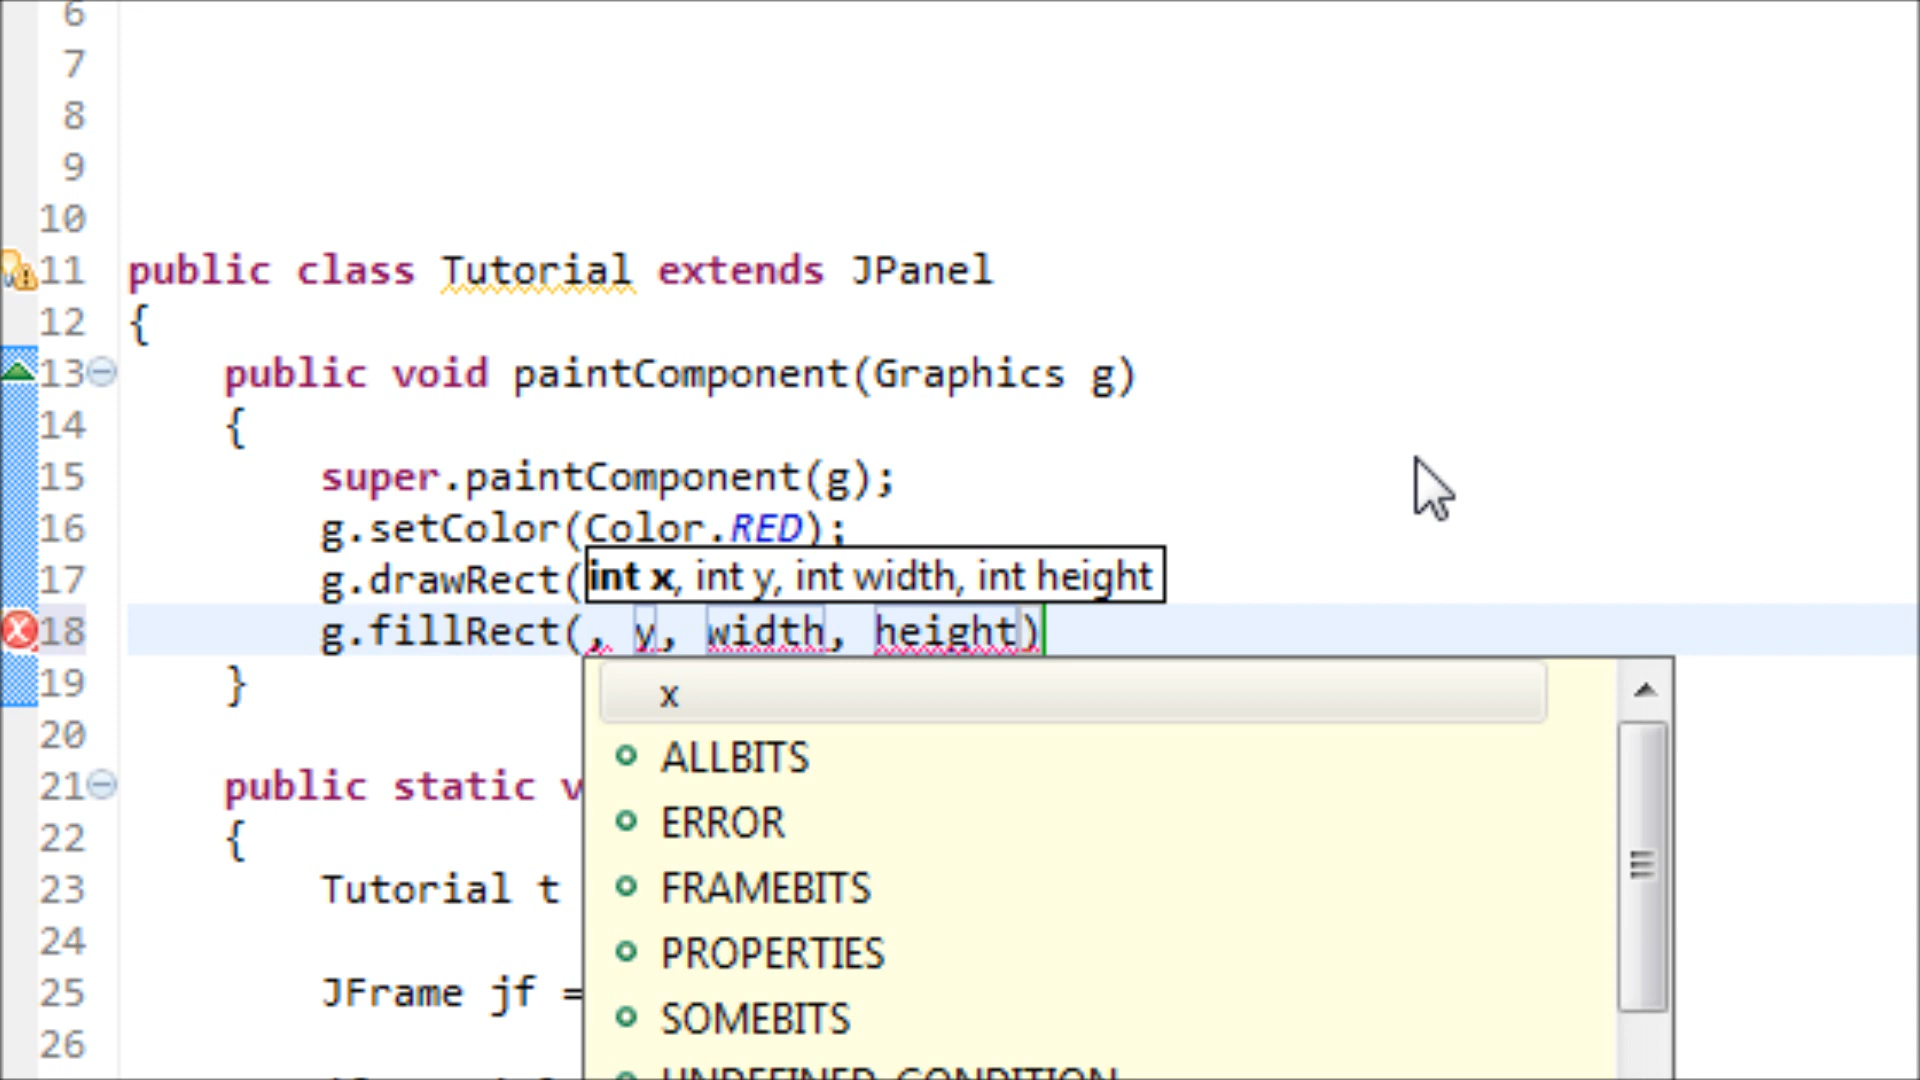 6
7
8
9
10
11 public class Tutorial extends JPanel
12 {
13 public void paintComponent(Graphics g)
14 {
15 super.paintComponent(g);
16 g.setColor(Color.RED);
17 g.drawRect(
int x, int y, int width, int height
18 g.fillRect(, y, width, height)
19 }
x
20
ALLBITS
21 public static v
22 {
ERROR
23 Tutorial t
FRAMEBITS
24
PROPERTIES
25 JFrame jf =
SOMEBITS
26
UNDEFINED_CONDITION